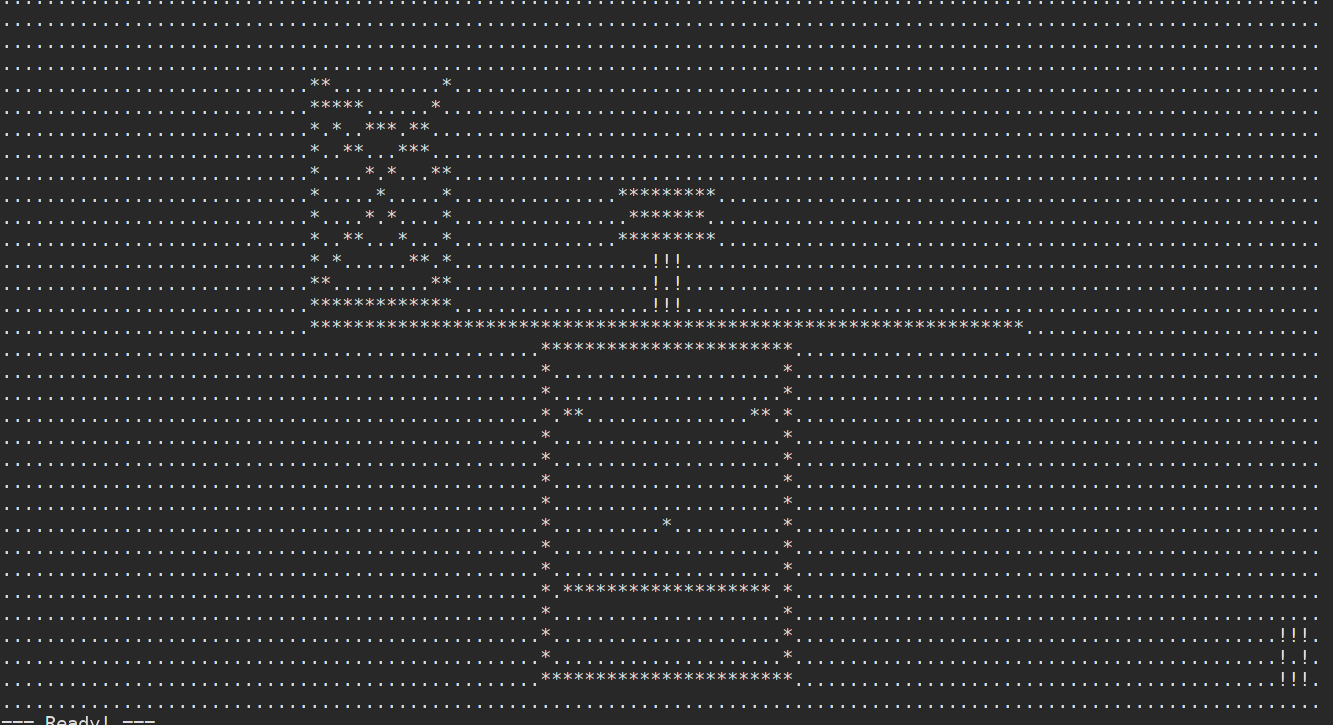 === Ready! ===